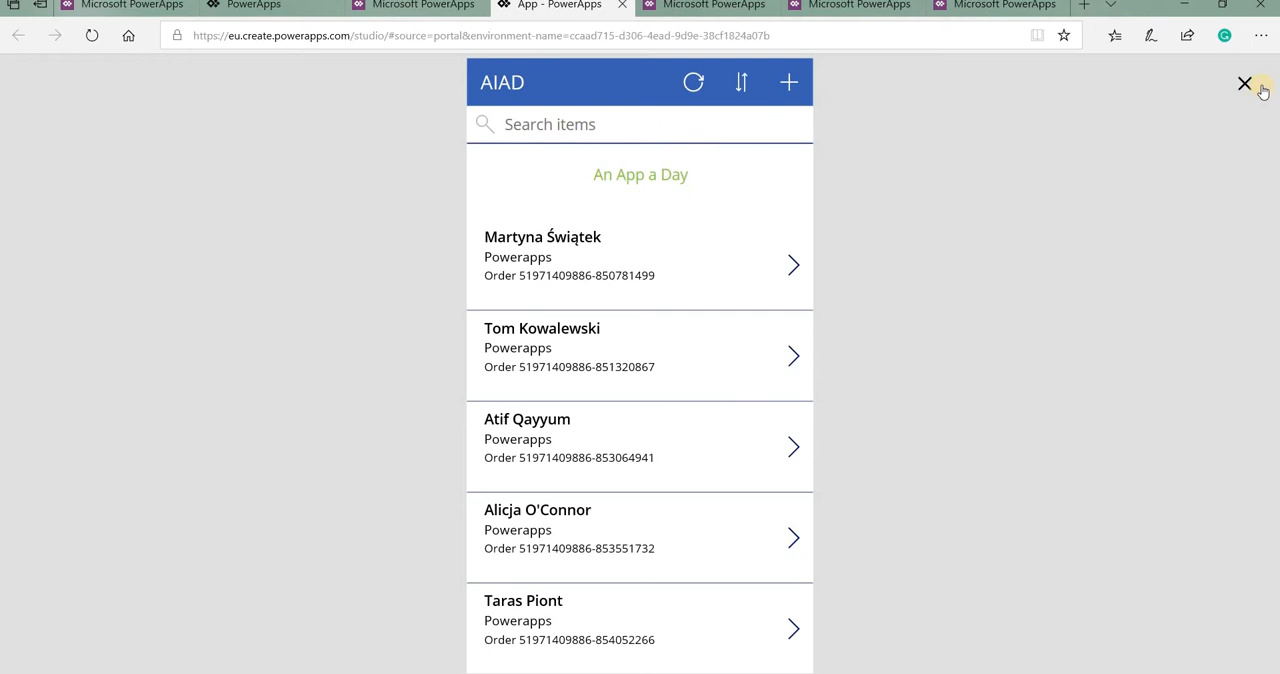 Microsoft PowerApps
PowerApps
Microsoft PowerApps
App - PowerApps
Microsoft PowerApps
Microsoft PowerApps
Microsoft PowerApps
https://eu.create.powerapps.com/studio/#source=portal&environment-name=ccaad715-d306-4ead-9d9e-38cf1824a07b
AIAD
Search items
An App a Day
Martyna Świątek
Powerapps
Order 51971409886-850781499
Tom Kowalewski
Powerapps
Order 51971409886-851320867
Atif Qayyum
Powerapps
Order 51971409886-853064941
Alicja O'Connor
Powerapps
Order 51971409886-853551732
Taras Piont
Powerapps
Order 51971409886-854052266